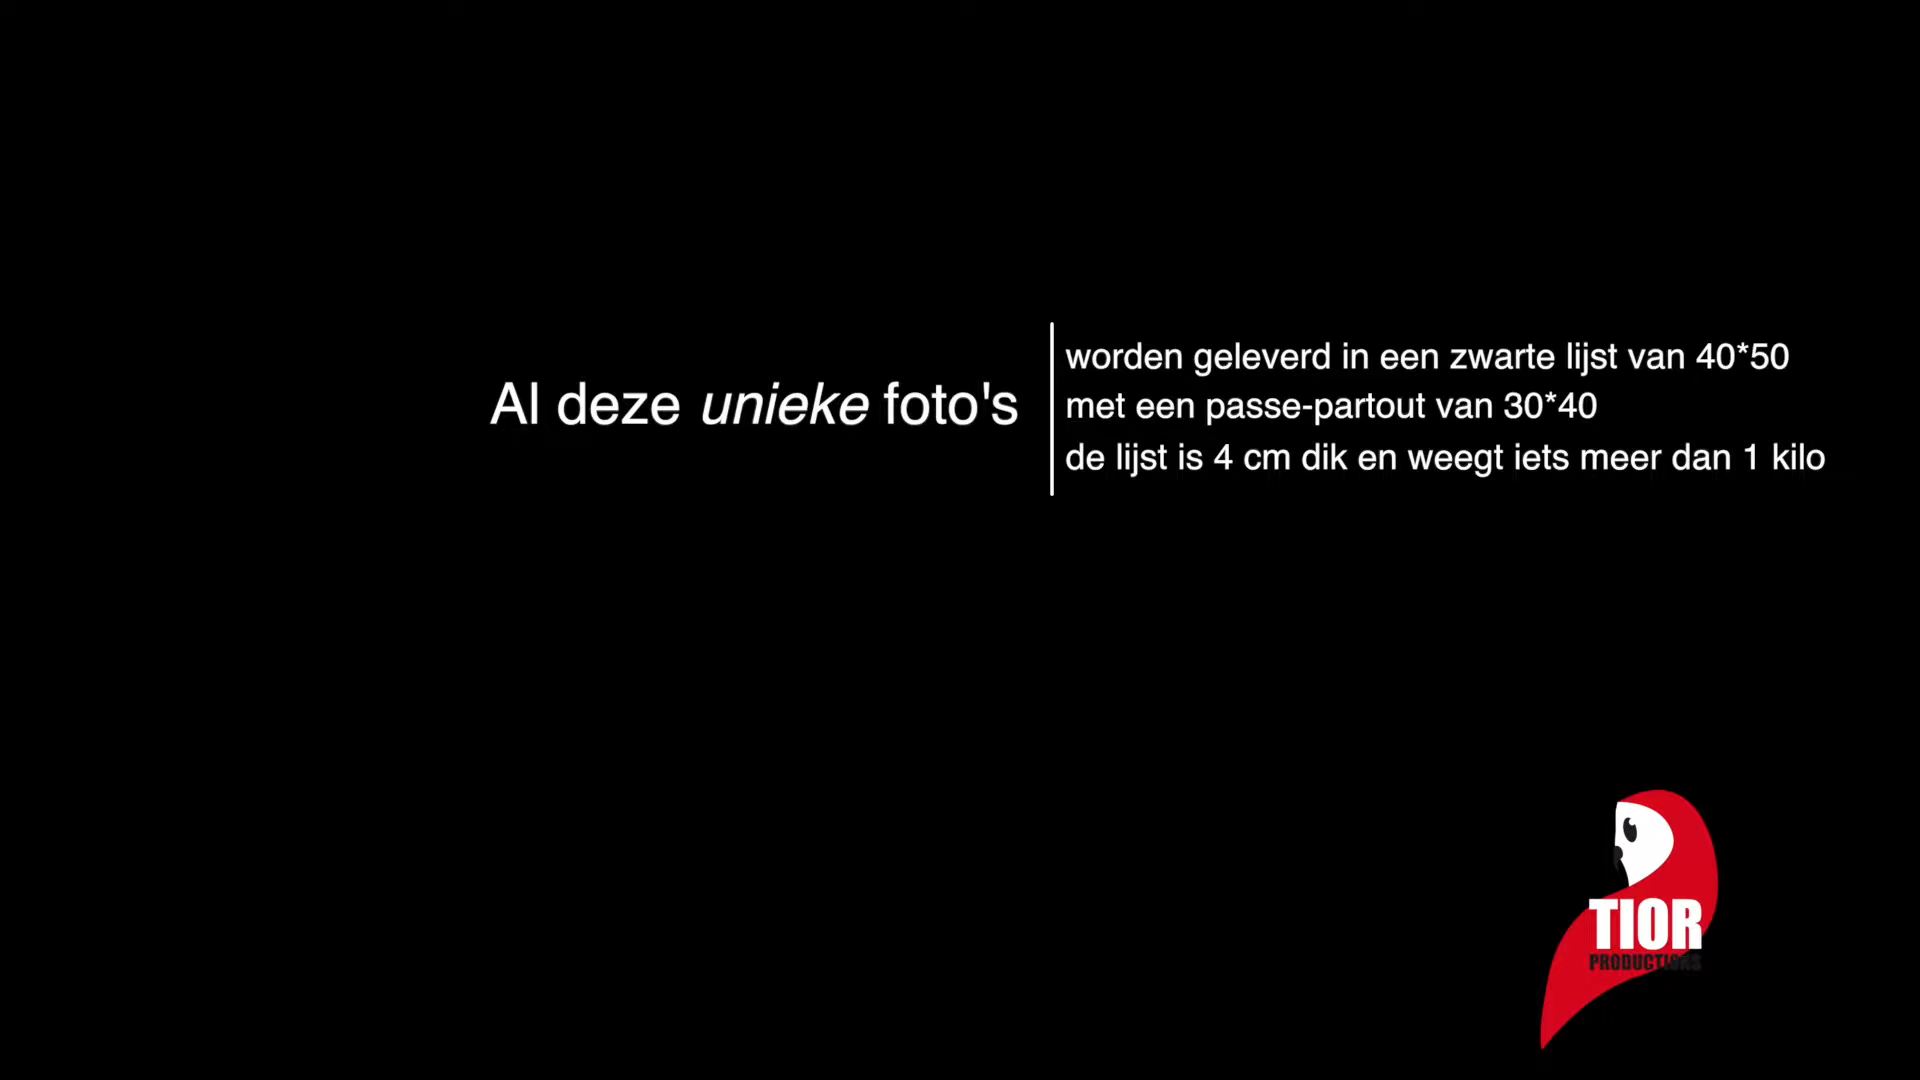 Al deze unieke foto's
worden geleverd in een zwarte lijst van 40*50
met een passe-partout van 30*40
de lijst is 4 cm dik en weegt iets meer dan 1 kilo
TIOR
PRODUCTIONS